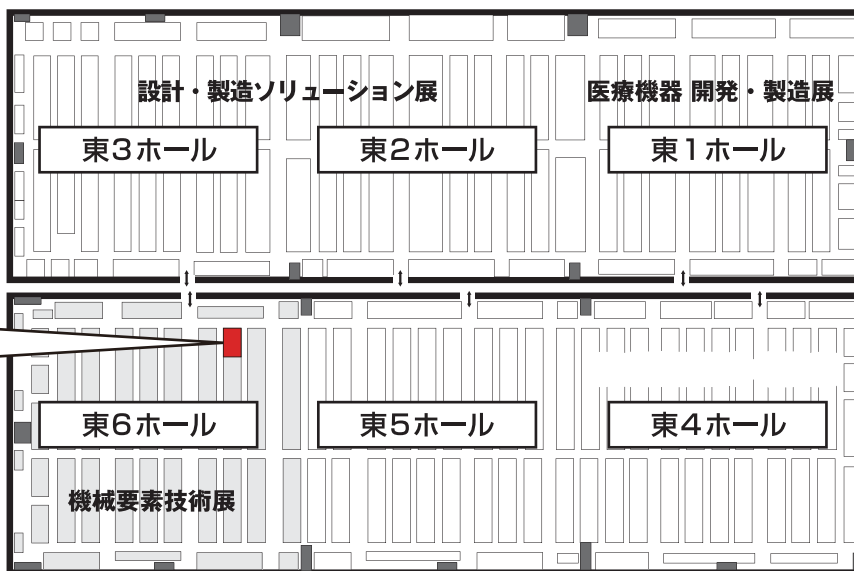 設計・製造ソリューション展
医療機器 開発・製造展
東3ホール
東2ホール
東1ホール
東6ホール
東5ホール
東4ホール
機械要素技術展